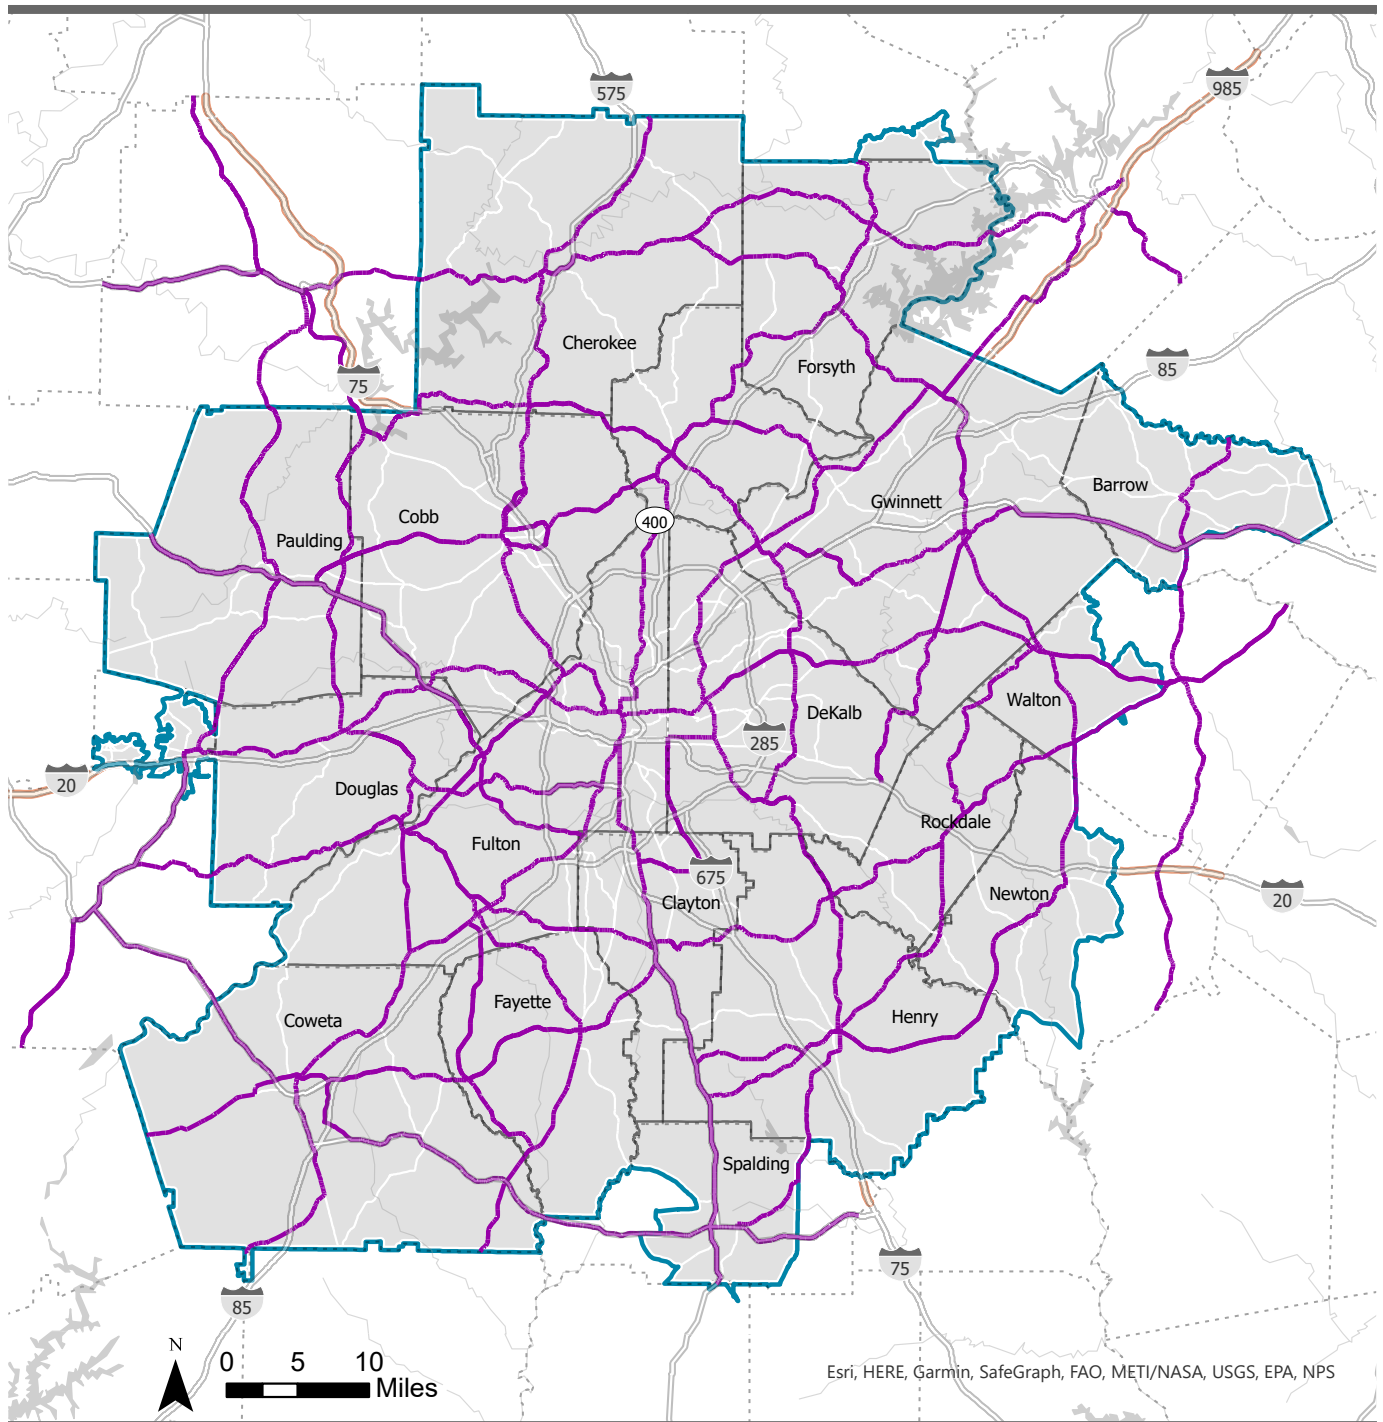 575
985
Cherokee
Forsyth
85
75
Barrow
Gwinnett
Cobb
400
Paulding
Walton
DeKalb
285
20
Douglas
Rockdale
Fulton
675
Newton
20
Clayton
Fayette
Henry
Coweta
Spalding
75
85
N
0 5 10
Miles
Esri, HERE, Garmin, SafeGraph, FAO, METI/NASA, USGS, EPA, NPS